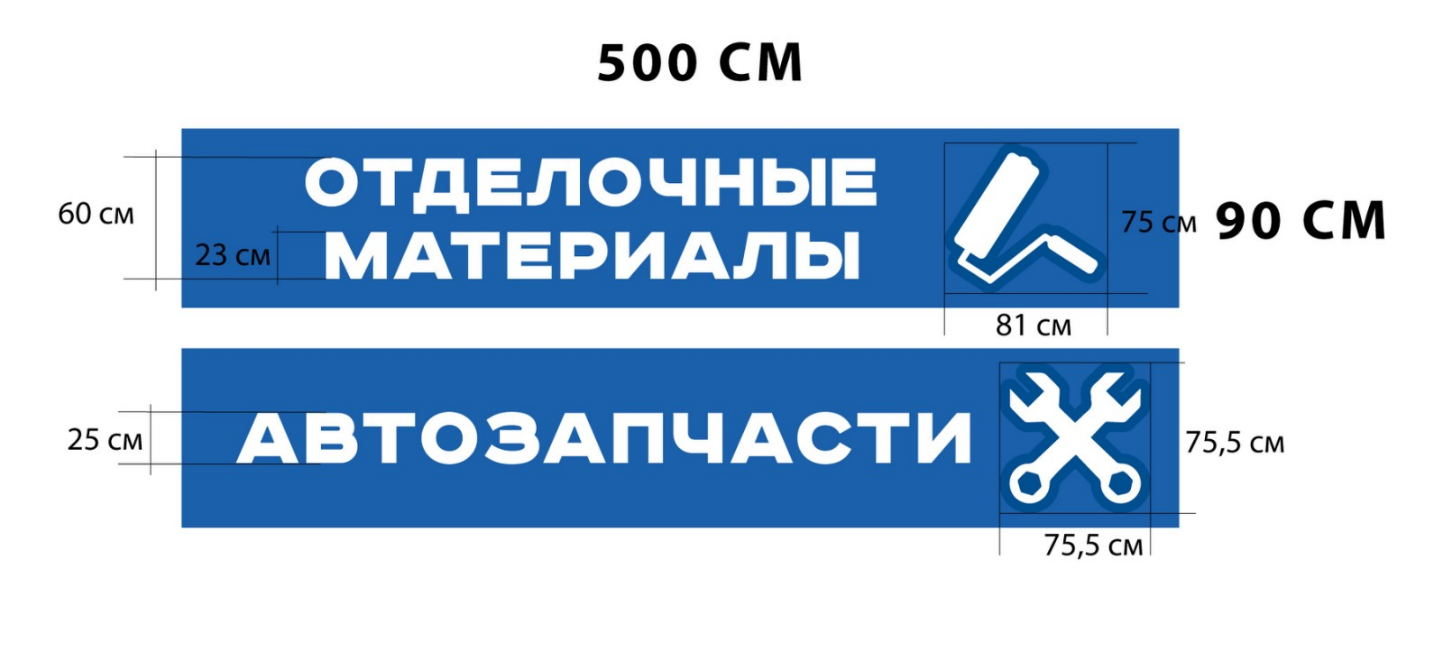 500 СМ
ОТДЕЛОЧНЫЕ
60 см
75 см
90 СМ
23 см
МАТЕРИАЛЫ
81 см
25 см
АВТОЗАПЧАСТИ
75,5 см
75,5 см